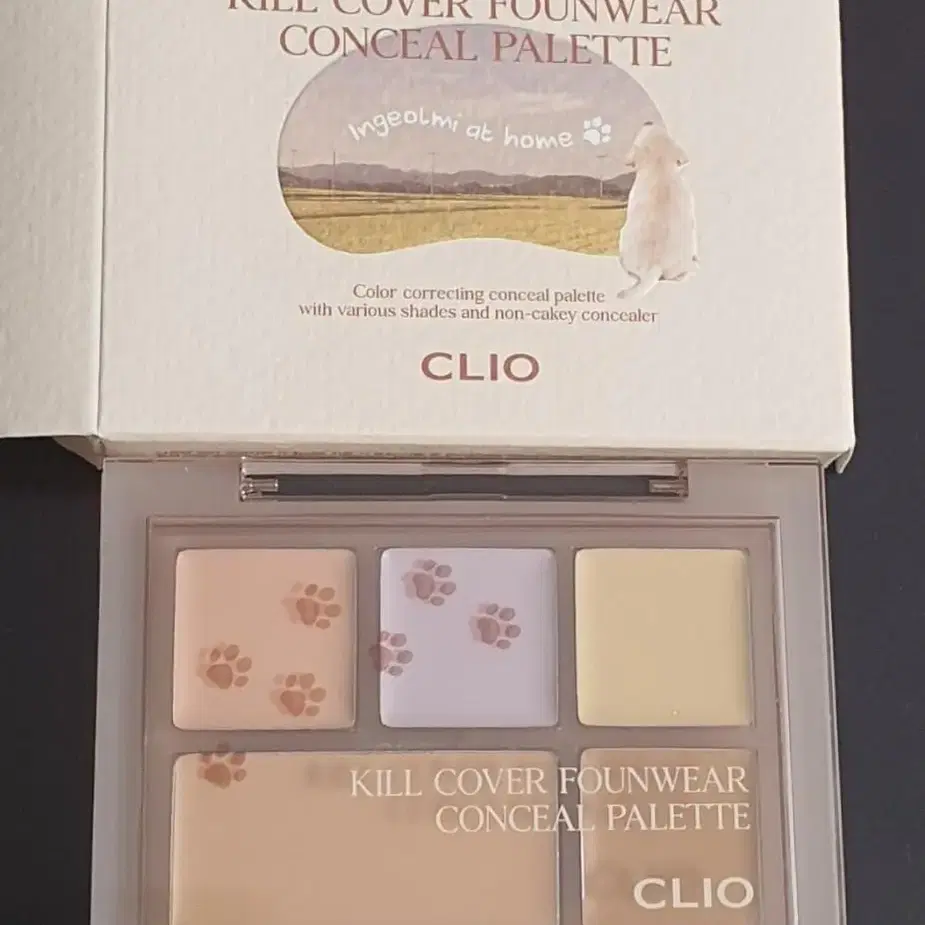 KILL COVER FOUNWEAR
CONCEAL PALETTE
Ingeolmi at home
Color correcting conceal palette
with various shades and non-cakey concealer
CLIO
KILL COVER FOUNWEAR
CONCEAL PALETTE
CLIO